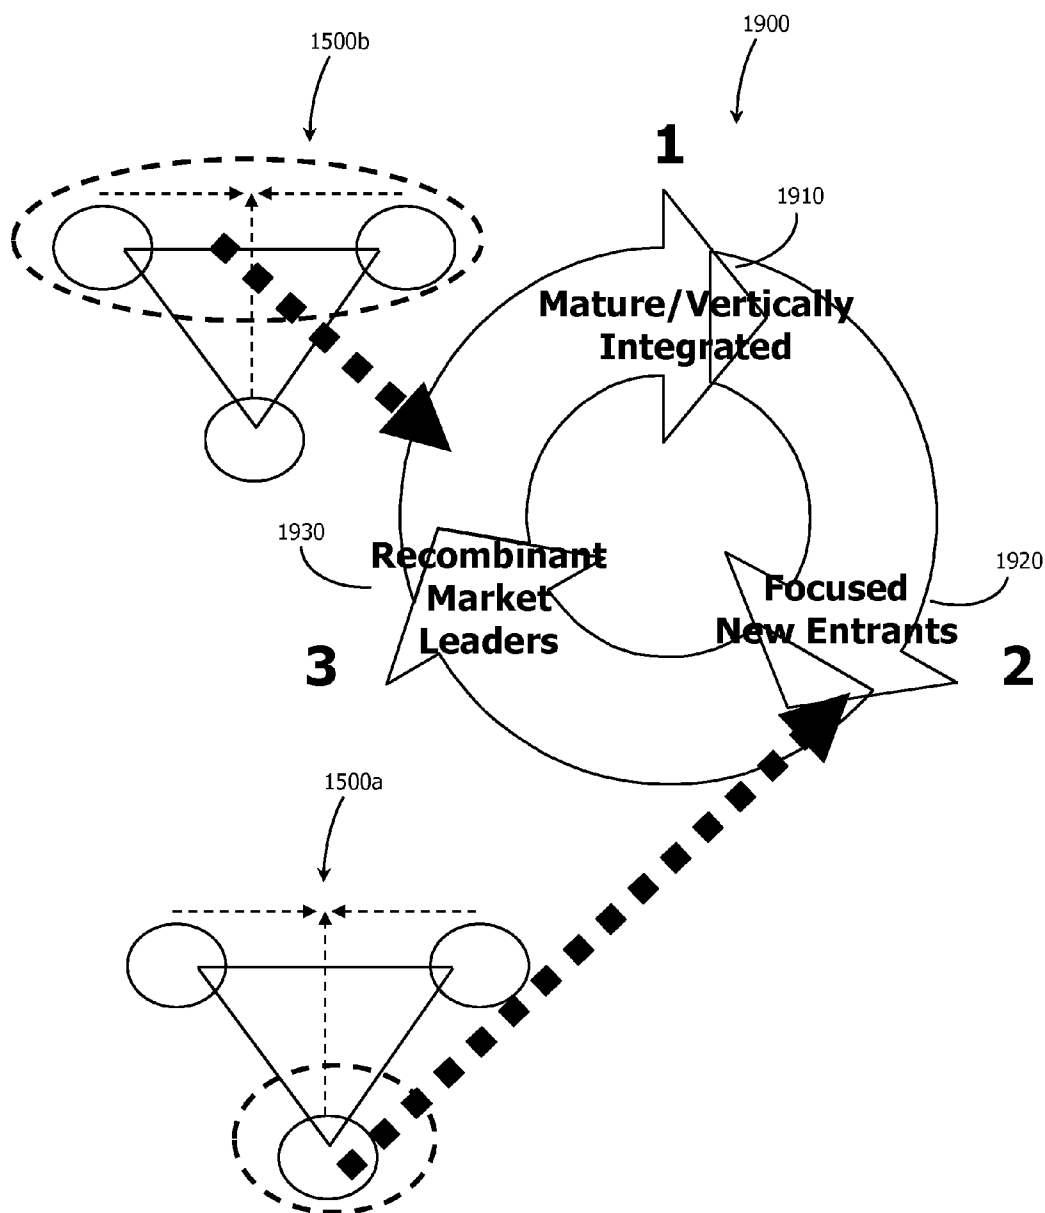 1900
1500b
1
1910
Mature/Vertically
Integrated
1930
Recombinant
Market
Leaders
3
1920
Focused
New Entrants
2
1500a